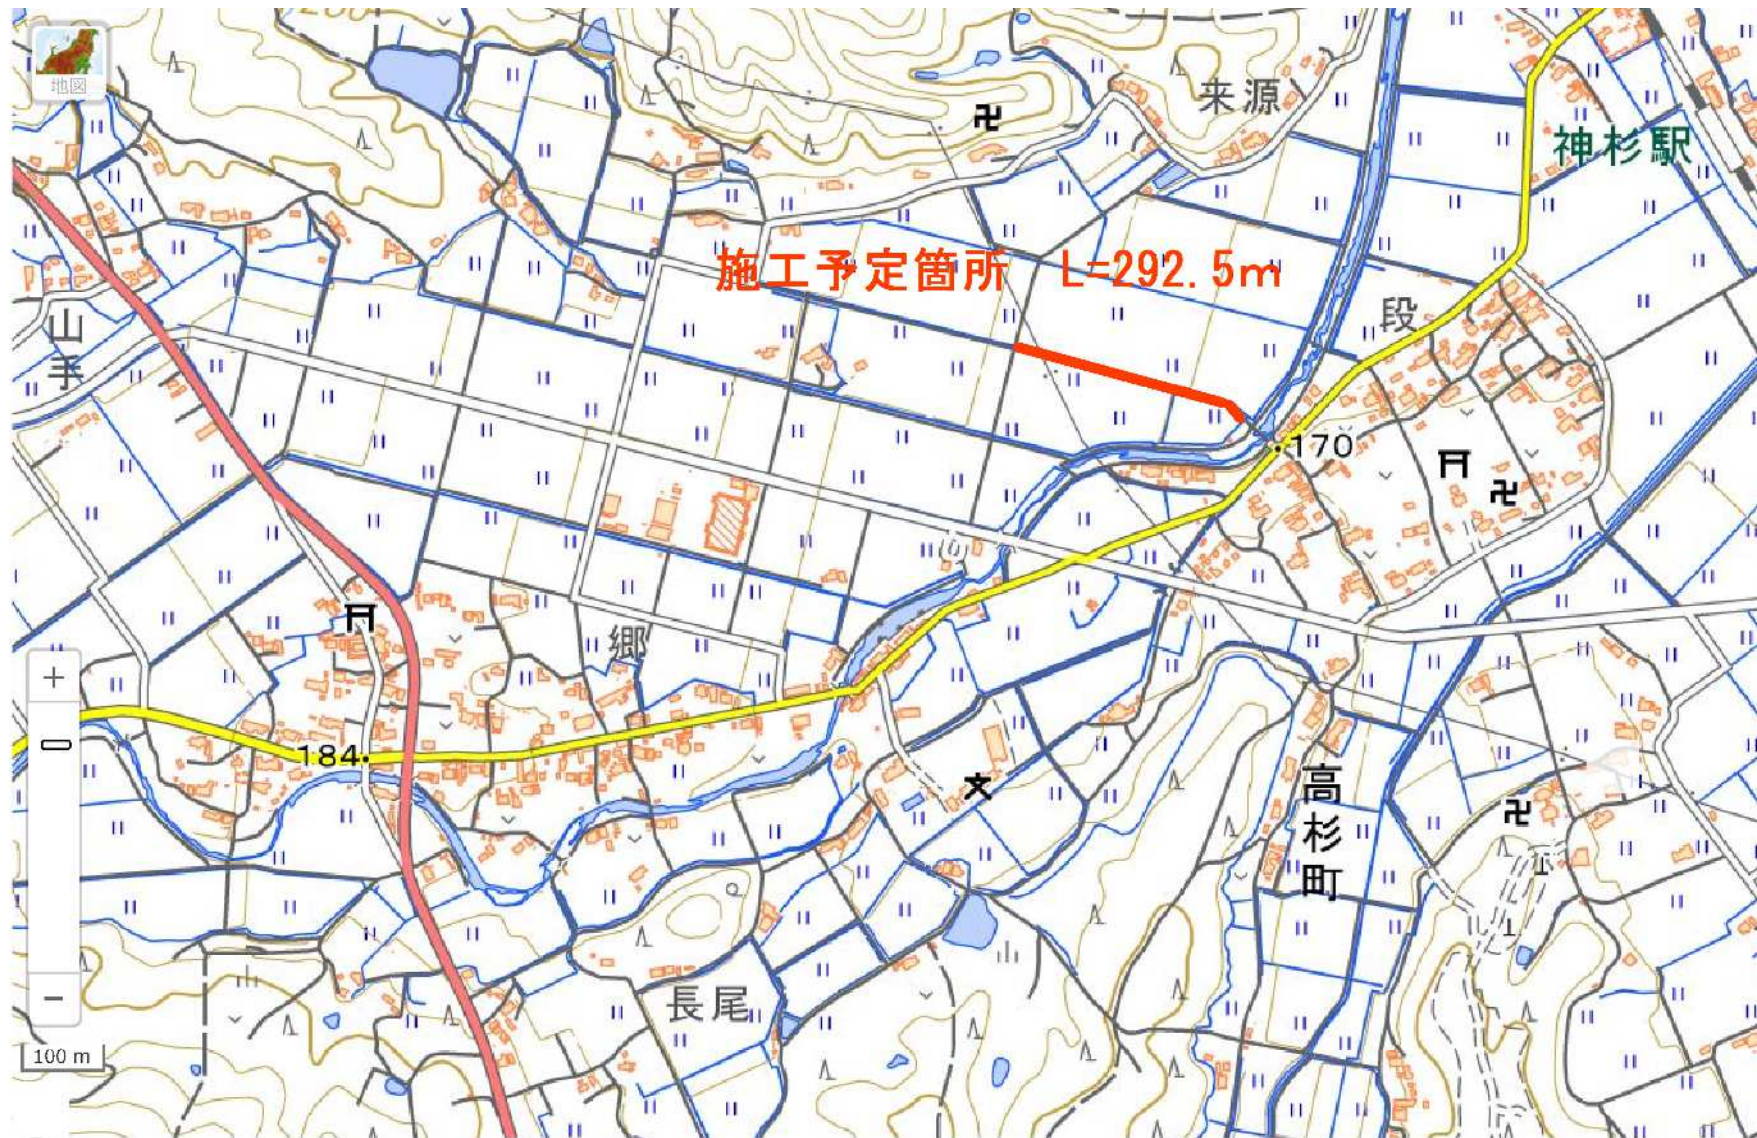 地図
来源
神杉駅
施工予定箇所 L=292.5m
段
山手
170
郷
184
高杉町
長尾
+
−
100 m